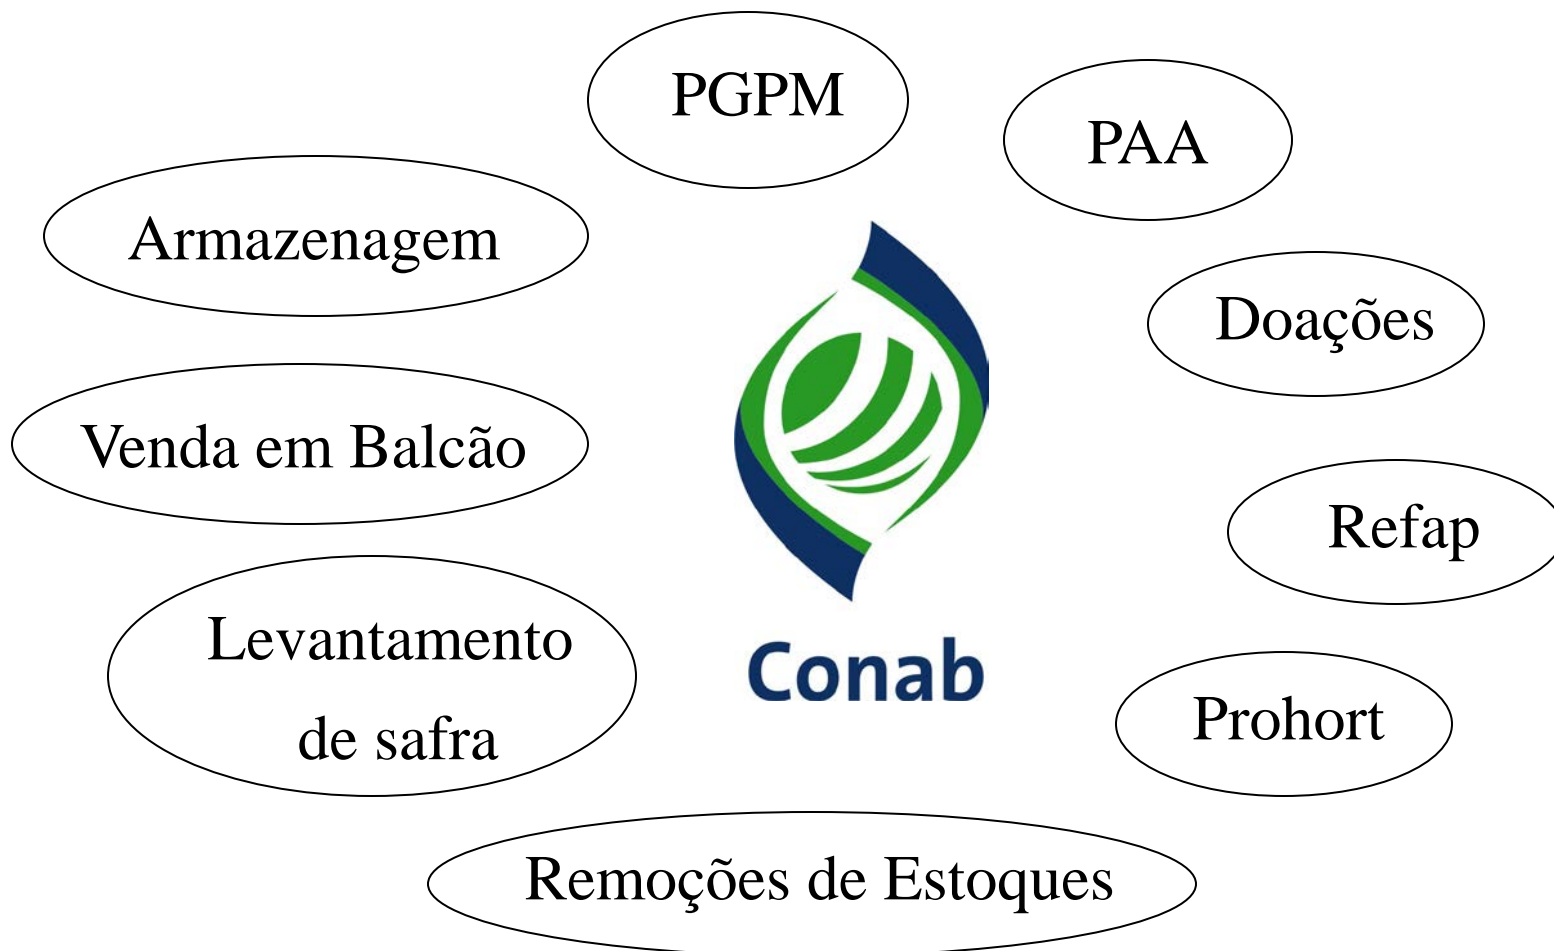 PGPM
PAA
Armazenagem
Doações
Venda em Balcão
Refap
Levantamento
de safra
Conab
Prohort
Remoções de Estoques